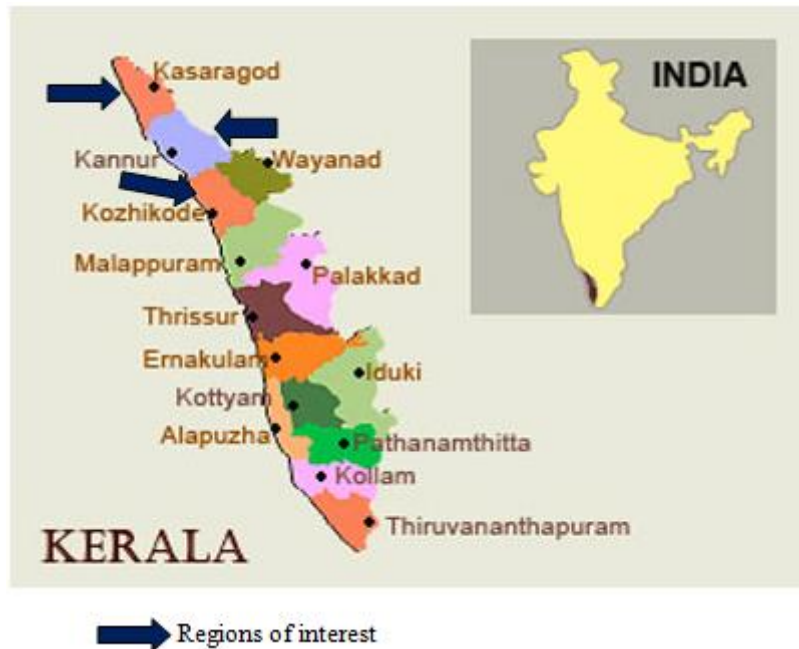 Kasaragod
INDIA
Kannur
Wayanad
Kozhikode
Malappuram
Palakkad
Thrissur
Ernakulam
Iduki
Kottyam
Alapuzha
Pathanamthitta
Kollam
Thiruvananthapuram
KERALA
Regions of interest